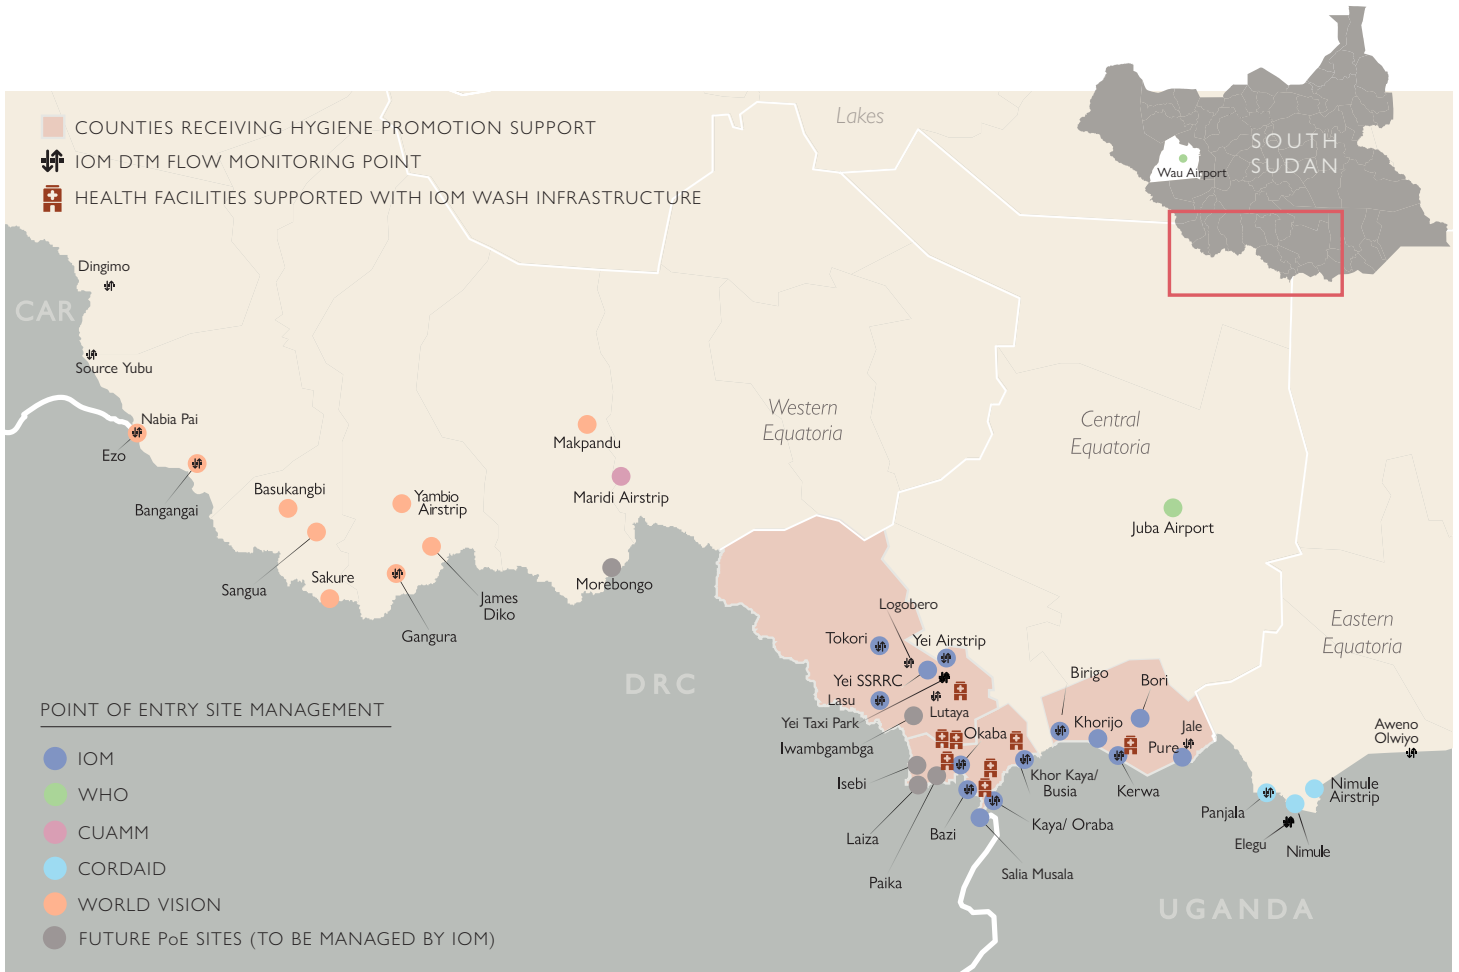 COUNTIES RECEIVING HYGIENE PROMOTION SUPPORT
IOM DTM FLOW MONITORING POINT
HEALTH FACILITIES SUPPORTED WITH IOM WASH INFRASTRUCTURE
Lakes
SOUTH
SUDAN
Wau Airport
Dingimo
CAR
Source Yubu
Nabia Pai
Ezo
Bangangai
Basukangbi
Sangua
Sakure
Yambio
Airstrip
Gangura
James
Diko
Makpandu
Maridi Airstrip
Morebongo
Western
Equatoria
Central
Equatoria
Juba Airport
Eastern
Equatoria
DRC
Logobero
Tokori
Yei Airstrip
Yei SSRRC
Lasu
Yei Taxi Park
Lutaya
Iwambgambga
Okaba
Isebi
Laiza
Paika
Bazi
Khor Kaya/
Busia
Kaya/ Oraba
Salia Musala
Birigo
Bori
Khorijo
Jale
Pure
Kerwa
Aweno
Olwiyo
Panjala
Nimule
Airstrip
Elegu
Nimule
UGANDA
POINT OF ENTRY SITE MANAGEMENT
IOM
WHO
CUAMM
CORDAID
WORLD VISION
FUTURE PoE SITES (TO BE MANAGED BY IOM)